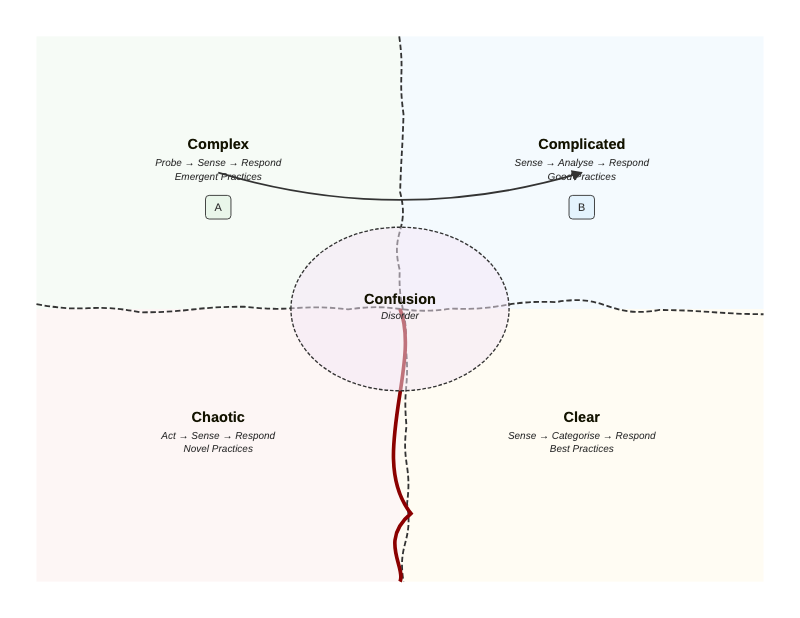 Complex
Probe → Sense → Respond
Emergent Practices
A
Complicated
Sense → Analyse → Respond
Good Practices
B
Confusion
Disorder
Chaotic
Act → Sense → Respond
Novel Practices
Clear
Sense → Categorise → Respond
Best Practices